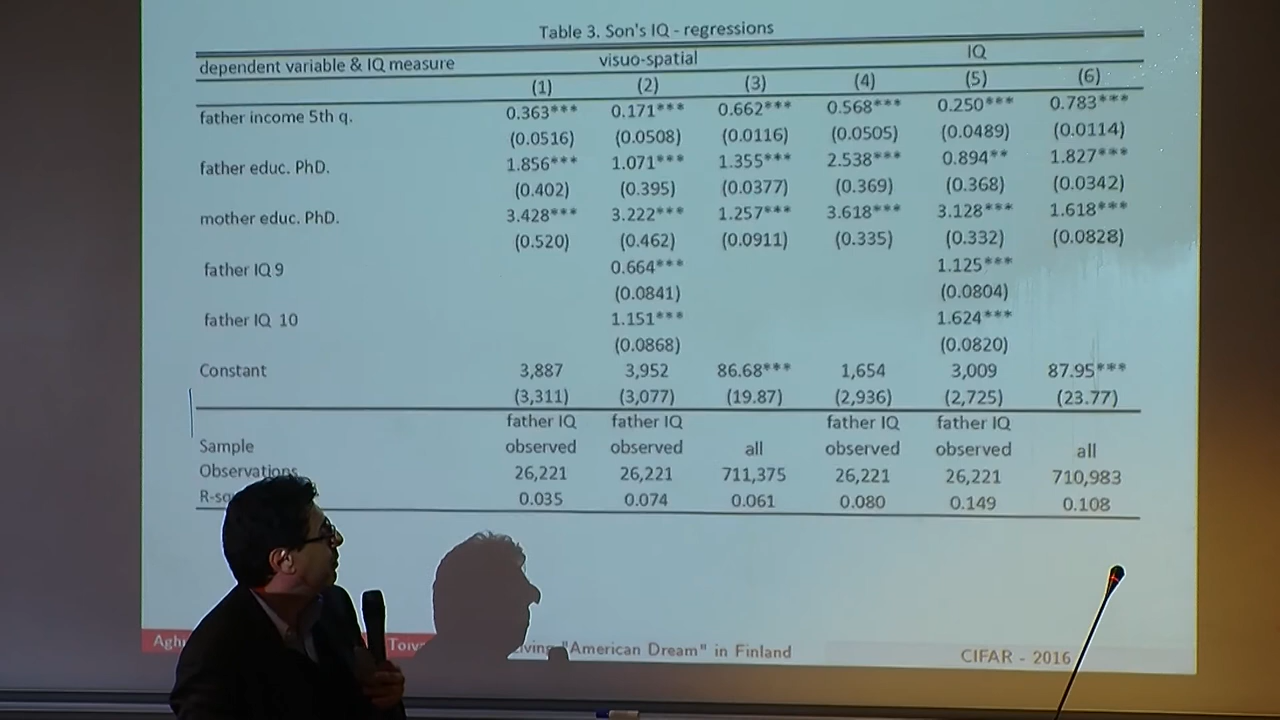 Table 3. Son's IQ - regressions
dependent variable & IQ measure visuo-spatial IQ
(1) (2) (3) (4) (5) (6)
father income 5th q. 0.363*** 0.171*** 0.662*** 0.568*** 0.250*** 0.783***
(0.0516) (0.0508) (0.0116) (0.0505) (0.0489) (0.0114)
father educ. PhD. 1.856*** 1.071*** 1.355*** 2.538*** 0.894** 1.827***
(0.402) (0.395) (0.0377) (0.369) (0.368) (0.0342)
mother educ. PhD. 3.428*** 3.222*** 1.257*** 3.618*** 3.128*** 1.618***
(0.520) (0.462) (0.0911) (0.335) (0.332) (0.0828)
father IQ 9 0.664*** 1.125***
(0.0841) (0.0804)
father IQ 10 1.151*** 1.624***
(0.0868) (0.0820)
Constant 3,887 3,952 86.68*** 1,654 3,009 87.95***
(3,311) (3,077) (19.87) (2,936) (2,725) (23.77)
father IQ father IQ father IQ father IQ
Sample observed observed all observed observed all
Observations 26,221 26,221 711,375 26,221 26,221 710,983
0.035 0.074 0.061 0.080 0.149 0.108
"American Dream" in Finland CIFAR - 2016